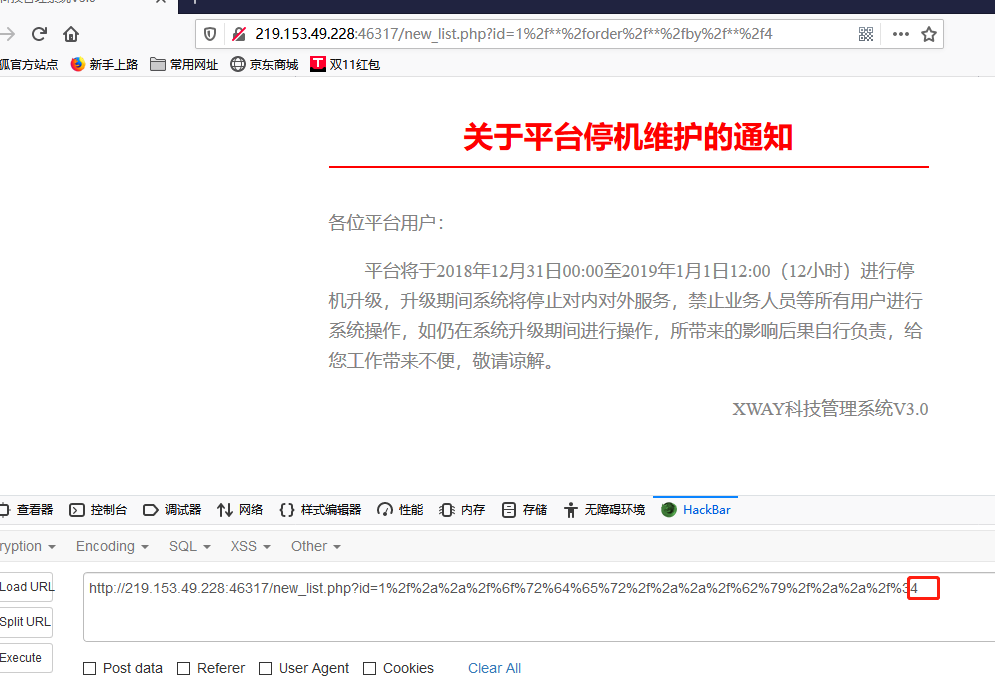 219.153.49.228:46317/new_list.php?id=1%2f**%2forder%2f**%2fby%2f**%2f4
狐官方站点 新手上路 常用网址 京东商城 双11红包
关于平台停机维护的通知
各位平台用户：
平台将于2018年12月31日00:00至2019年1月1日12:00（12小时）进行停
机升级，升级期间系统将停止对内对外服务，禁止业务人员等所有用户进行
系统操作，如仍在系统升级期间进行操作，所带来的影响后果自行负责，给
您工作带来不便，敬请谅解。
XWAY科技管理系统V3.0
查看器 控制台 调试器 网络 样式编辑器 性能 内存 存储 无障碍环境 HackBar
ryption Encoding SQL XSS Other
Load URL
http://219.153.49.228:46317/new_list.php?id=1%2f%2a%2a%2f%6f%72%64%65%72%2f%2a%2a%2f%62%79%2f%2a%2a%2f%34
Split URL
Execute
Post data Referer User Agent Cookies Clear All